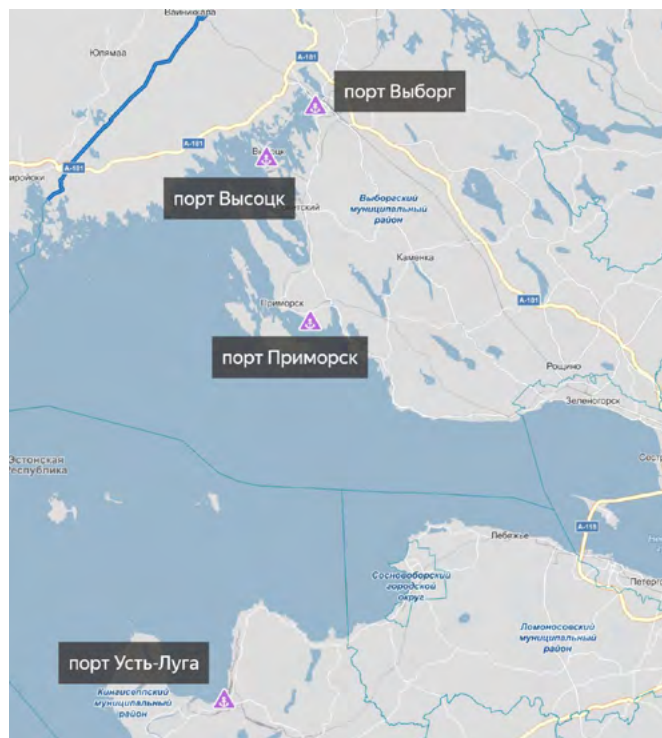 Вайниккала
Юлямаа
А-181
порт Выборг
А-181
А-181
порт Высоцк
Выборгский
муниципальный
район
Каменка
А-181
Приморск
порт Приморск
Рощино
Зеленогорск
Эстонская
Республика
А-118
Лебяжье
Сосновоборский
городской
округ
Ломоносовский
муниципальный
район
порт Усть-Луга
Кингисеппский
муниципальный
район